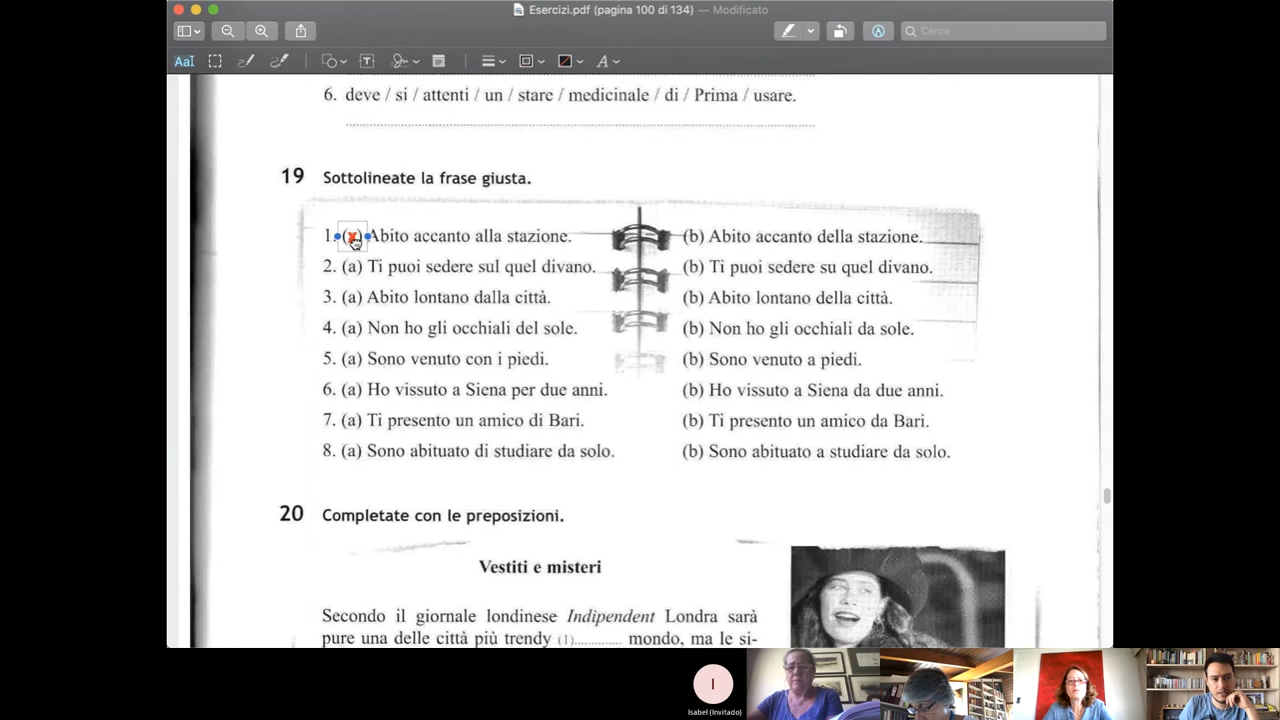 Esercizi.pdf (pagina 100 di 134) — Modificato
Cerca
AaI
T
A
6. deve / si / attenti / un / stare / medicinale / di / Prima / usare.
19 Sottolineate la frase giusta.
1. (x) Abito accanto alla stazione. (b) Abito accanto della stazione.
2. (a) Ti puoi sedere sul quel divano. (b) Ti puoi sedere su quel divano.
3. (a) Abito lontano dalla città. (b) Abito lontano della città.
4. (a) Non ho gli occhiali del sole. (b) Non ho gli occhiali da sole.
5. (a) Sono venuto con i piedi. (b) Sono venuto a piedi.
6. (a) Ho vissuto a Siena per due anni. (b) Ho vissuto a Siena da due anni.
7. (a) Ti presento un amico di Bari. (b) Ti presento un amico da Bari.
8. (a) Sono abituato di studiare da solo. (b) Sono abituato a studiare da solo.
20 Completate con le preposizioni.
Vestiti e misteri
Secondo il giornale londinese Indipendent Londra sarà
pure una delle città più trendy (1)............ mondo, ma le si-
I
Isabel (Invitado)